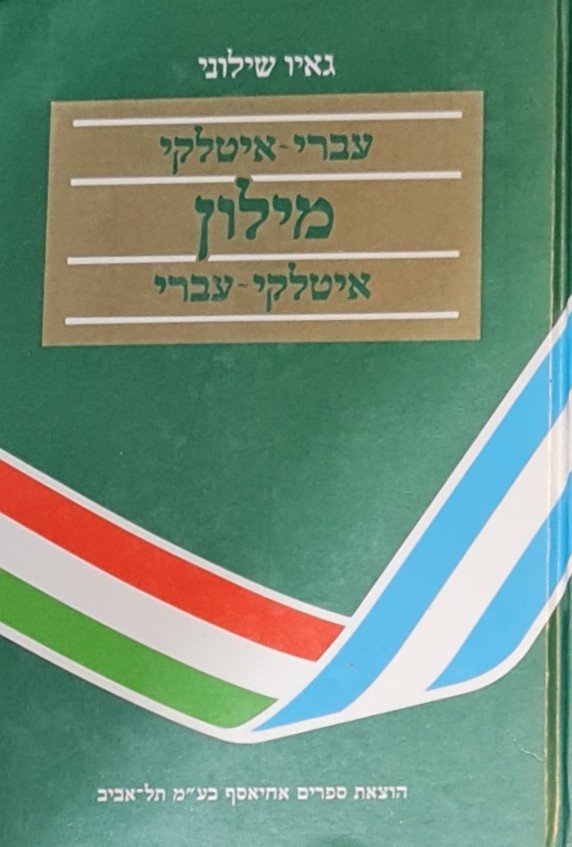 גאיו שילוני
עברי-איטלקי
מילון
איטלקי-עברי
הוצאת ספרים אחיאסף בע״מ תל־אביב